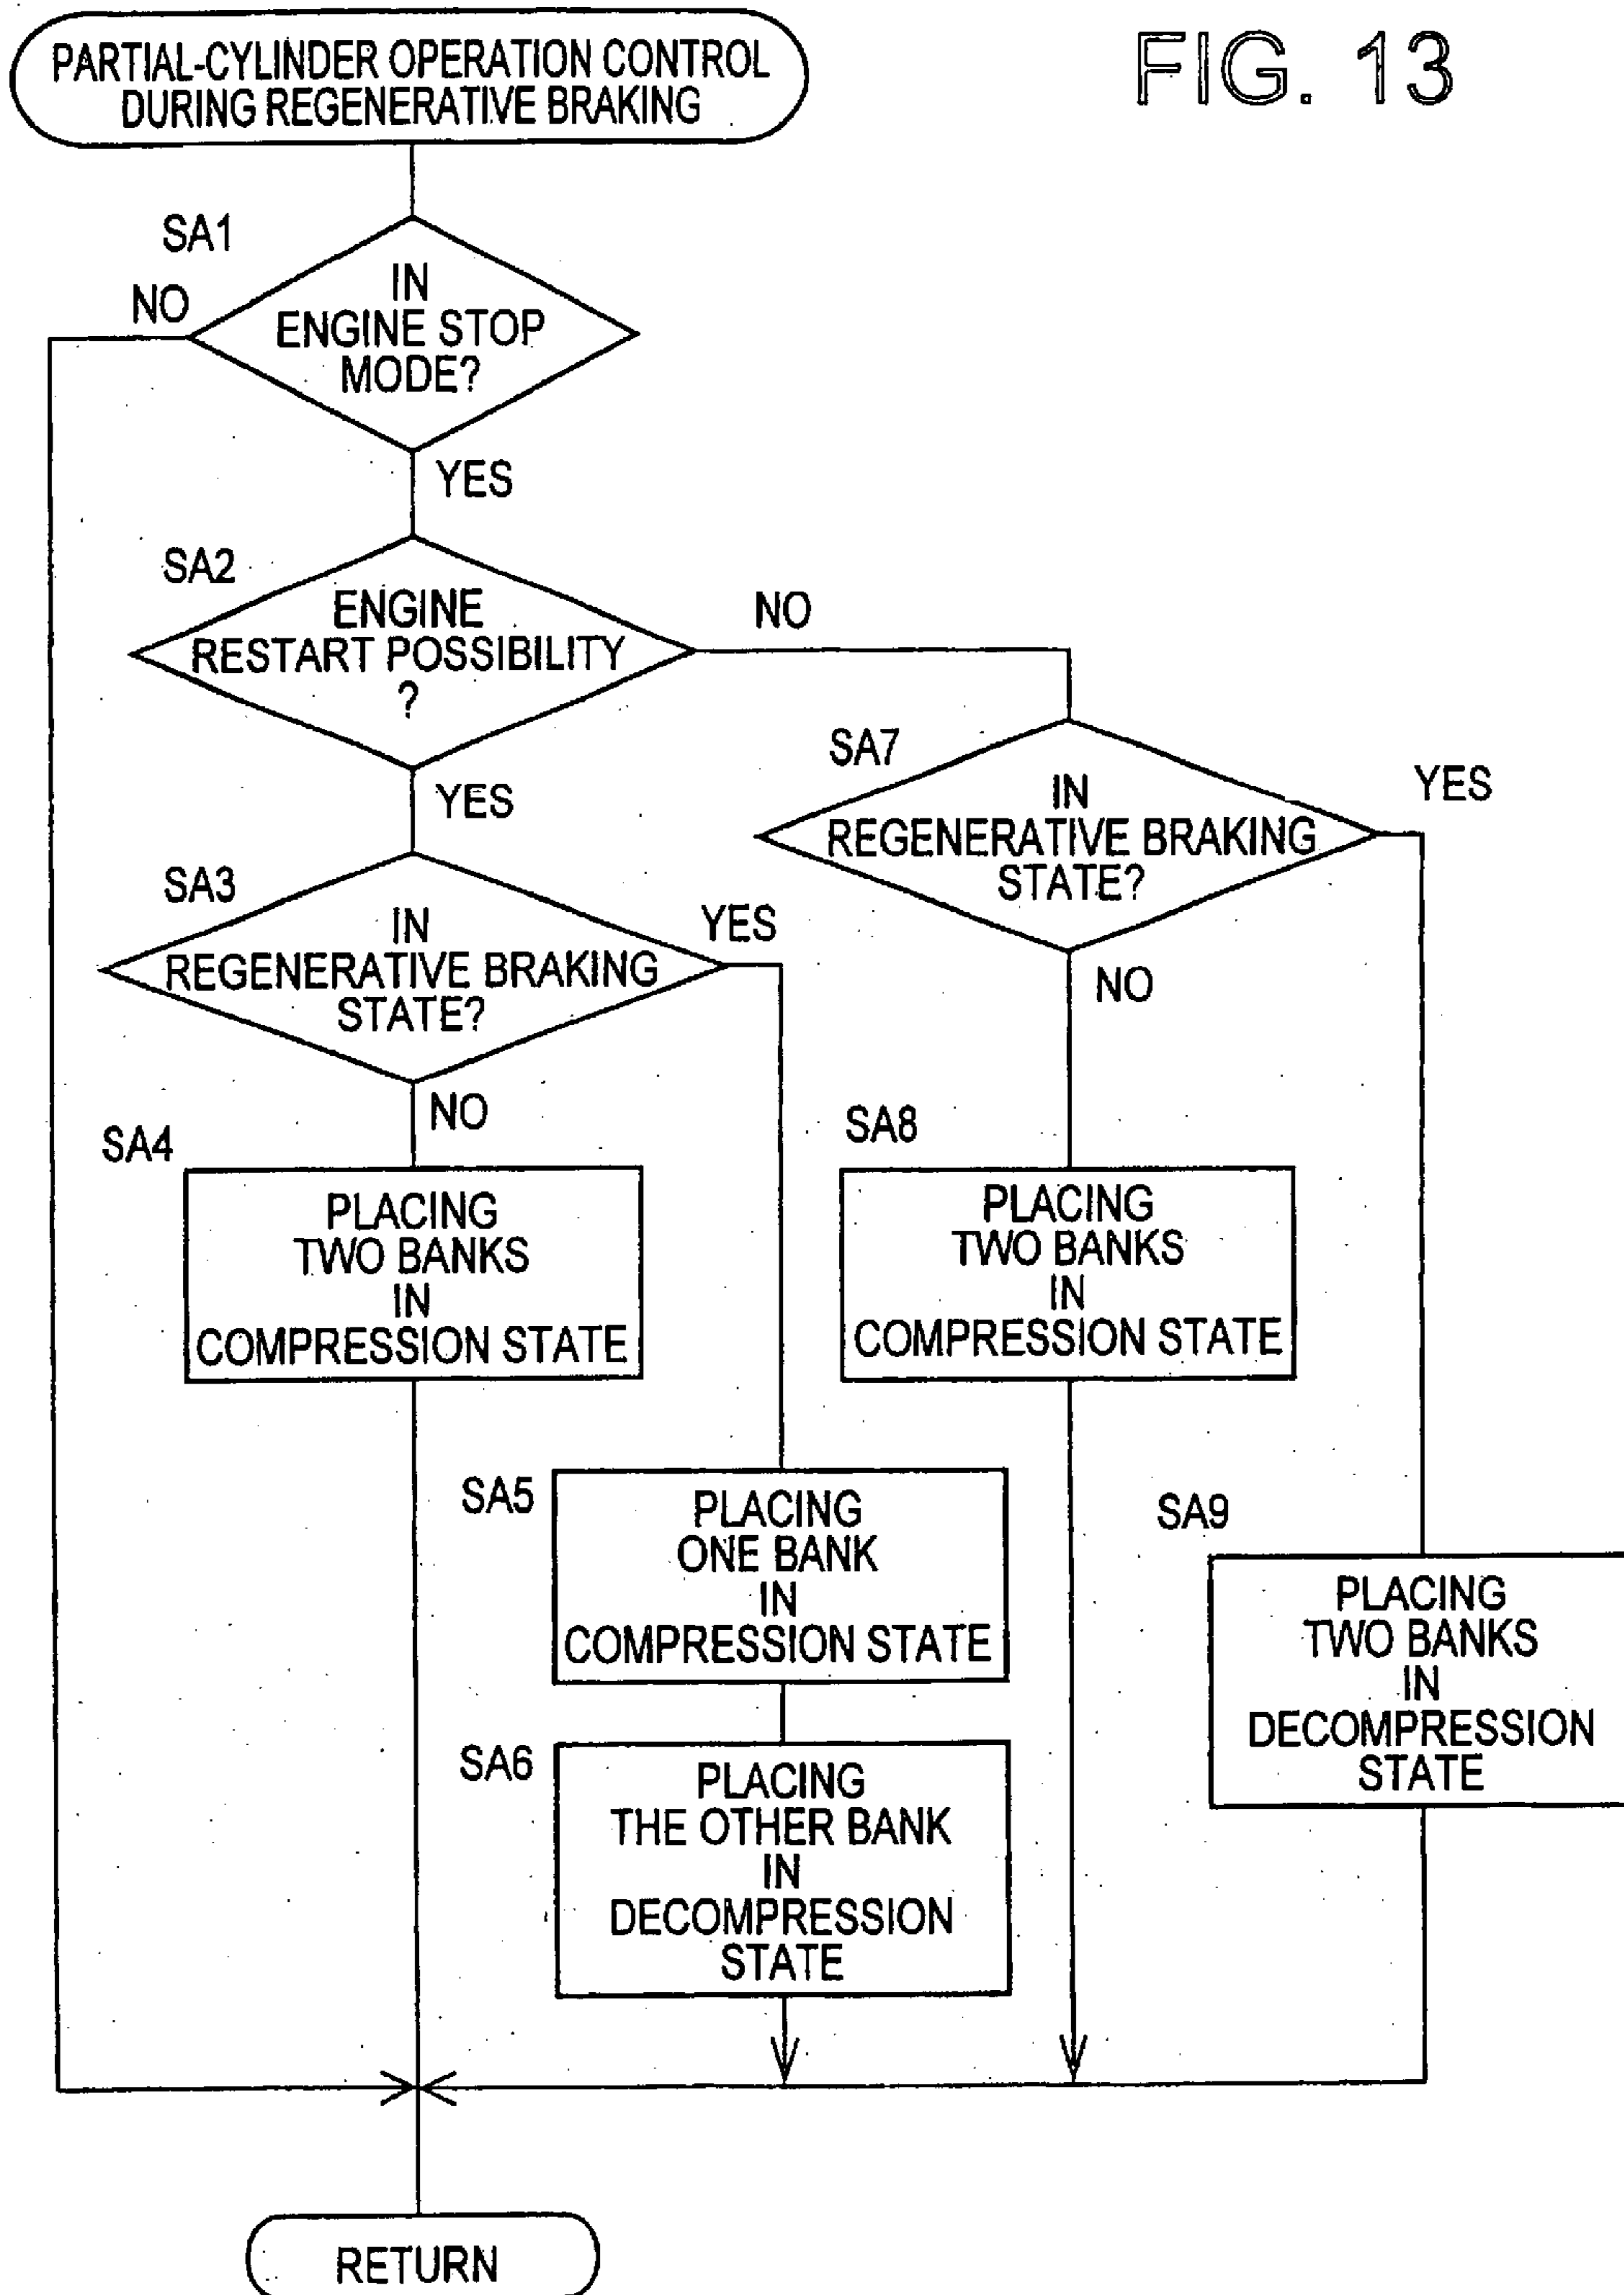 FIG. 13
PARTIAL-CYLINDER OPERATION CONTROL
DURING REGENERATIVE BRAKING
SA1
IN
ENGINE STOP
MODE?
NO
YES
SA2
ENGINE
RESTART POSSIBILITY
?
NO
YES
SA7
IN
REGENERATIVE BRAKING
STATE?
YES
NO
SA3
IN
REGENERATIVE BRAKING
STATE?
YES
NO
SA4
PLACING
TWO BANKS
IN
COMPRESSION STATE
SA8
PLACING
TWO BANKS
IN
COMPRESSION STATE
SA5
PLACING
ONE BANK
IN
COMPRESSION STATE
SA9
PLACING
TWO BANKS
IN
DECOMPRESSION
STATE
SA6
PLACING
THE OTHER BANK
IN
DECOMPRESSION
STATE
RETURN